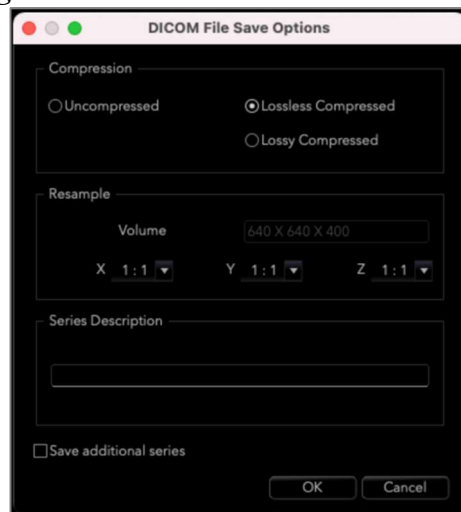 DICOM File Save Options
Compression
Uncompressed
Lossless Compressed
Lossy Compressed
Resample
Volume 640 X 640 X 400
X 1 : 1 Y 1 : 1 Z 1 : 1
Series Description
Save additional series
OK Cancel